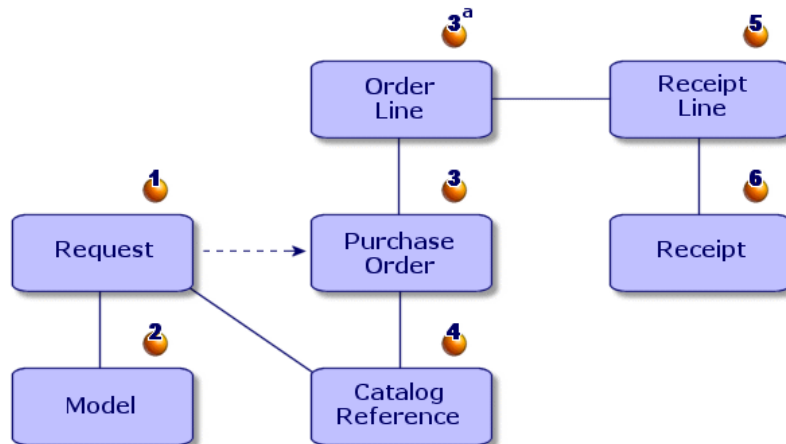 3a
5
Order
Line
Receipt
Line
1
3
6
Request
Purchase
Order
Receipt
2
4
Model
Catalog
Reference